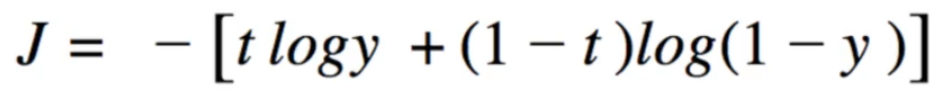 J = − [t logy + (1 − t)log(1 − y)]